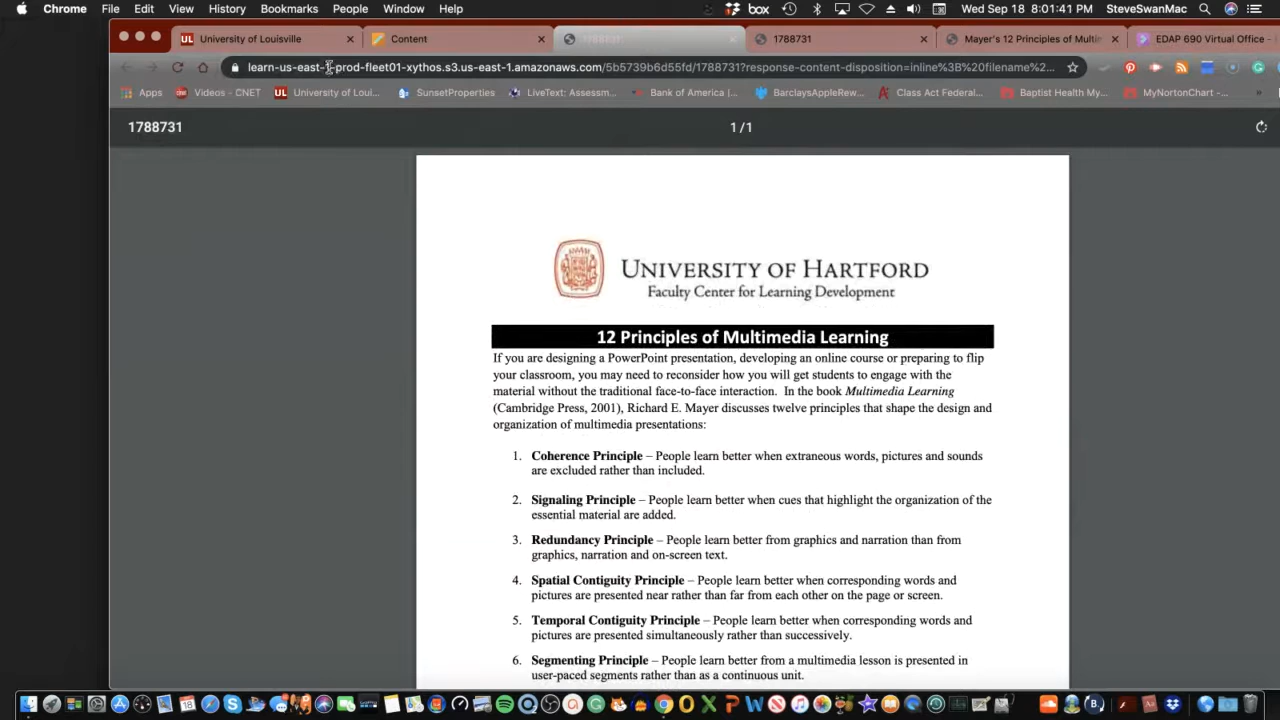 Chrome File Edit View History Bookmarks People Window Help box Wed Sep 18 8:01:41 PM SteveSwanMac
UL University of Louisville Content 1788731 1788731 Mayer's 12 Principles of Multim EDAP 690 Virtual Office -
learn-us-east-1-prod-fleet01-xythos.s3.us-east-1.amazonaws.com/5b5739b6d55fd/1788731?response-content-disposition=inline%3B%20filename%2...
Apps Videos - CNET UL University of Loui... SunsetProperties LiveText: Assessm... Bank of America |... BarclaysAppleRew... Class Act Federal... Baptist Health My... MyNortonChart -... »
1788731 1/1
UNIVERSITY OF HARTFORD
Faculty Center for Learning Development
12 Principles of Multimedia Learning
If you are designing a PowerPoint presentation, developing an online course or preparing to flip
your classroom, you may need to reconsider how you will get students to engage with the
material without the traditional face-to-face interaction. In the book Multimedia Learning
(Cambridge Press, 2001), Richard E. Mayer discusses twelve principles that shape the design and
organization of multimedia presentations:
1. Coherence Principle – People learn better when extraneous words, pictures and sounds
are excluded rather than included.
2. Signaling Principle – People learn better when cues that highlight the organization of the
essential material are added.
3. Redundancy Principle – People learn better from graphics and narration than from
graphics, narration and on-screen text.
4. Spatial Contiguity Principle – People learn better when corresponding words and
pictures are presented near rather than far from each other on the page or screen.
5. Temporal Contiguity Principle – People learn better when corresponding words and
pictures are presented simultaneously rather than successively.
6. Segmenting Principle – People learn better from a multimedia lesson is presented in
user-paced segments rather than as a continuous unit.